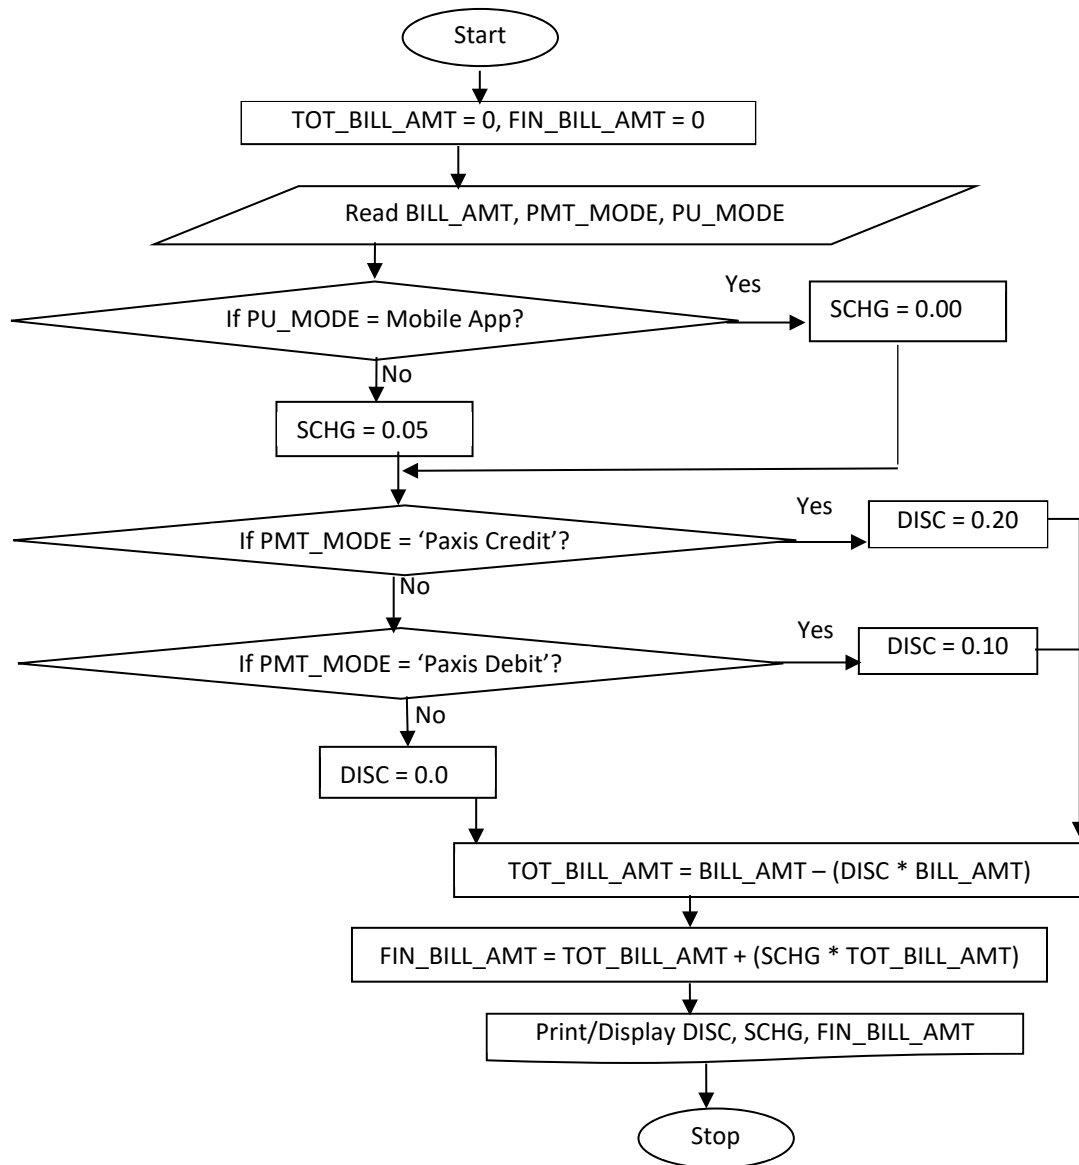 Start
TOT_BILL_AMT = 0, FIN_BILL_AMT = 0
Read BILL_AMT, PMT_MODE, PU_MODE
If PU_MODE = Mobile App?
Yes
SCHG = 0.00
No
SCHG = 0.05
If PMT_MODE = ‘Paxis Credit’?
Yes
DISC = 0.20
No
If PMT_MODE = ‘Paxis Debit’?
Yes
DISC = 0.10
No
DISC = 0.0
TOT_BILL_AMT = BILL_AMT – (DISC * BILL_AMT)
FIN_BILL_AMT = TOT_BILL_AMT + (SCHG * TOT_BILL_AMT)
Print/Display DISC, SCHG, FIN_BILL_AMT
Stop